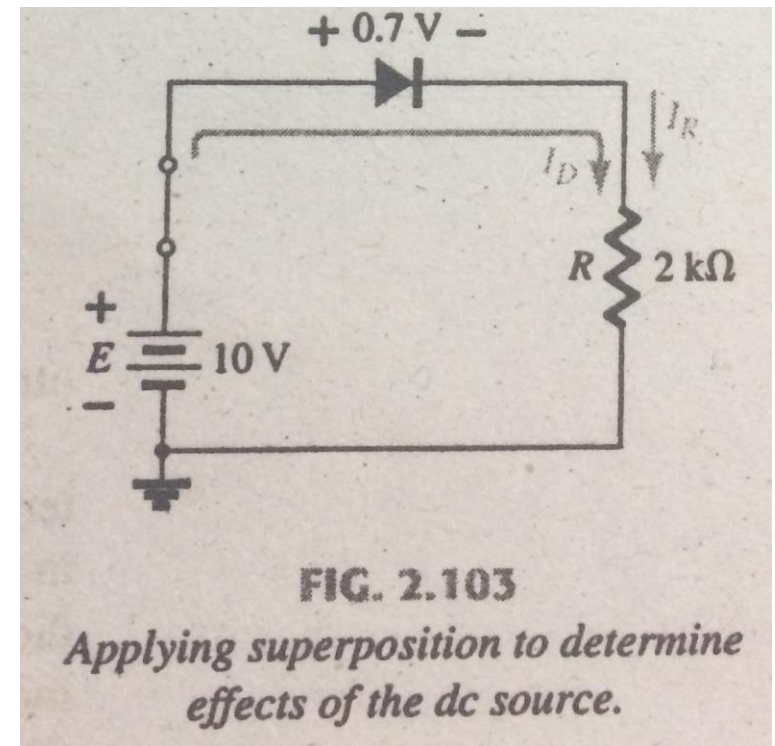 + 0.7 V −
I_R
I_D
R 2 kΩ
+
E 10 V
−
FIG. 2.103
Applying superposition to determine
effects of the dc source.